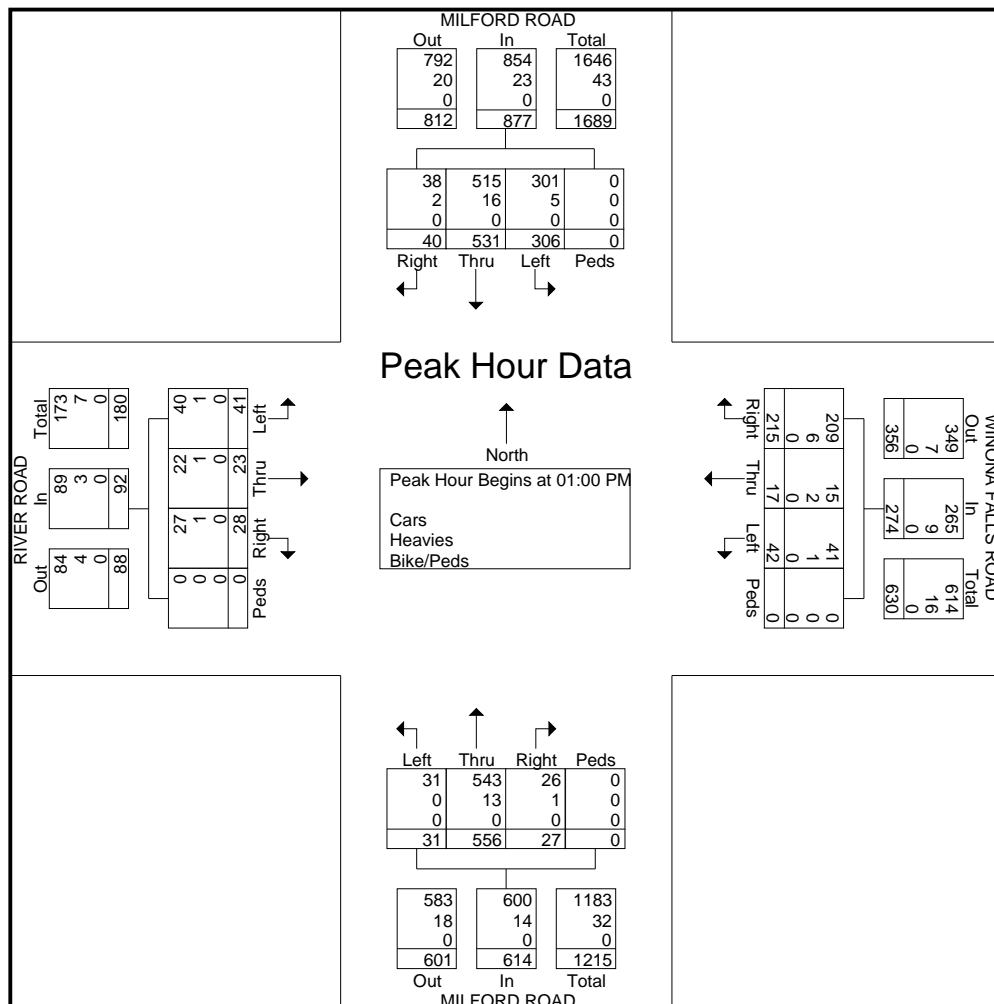 MILFORD ROAD
Out In Total
792 854 1646
20 23 43
0 0 0
812 877 1689
38 515 301 0
2 16 5 0
0 0 0 0
40 531 306 0
Right Thru Left Peds
Peak Hour Data
North
Peak Hour Begins at 01:00 PM
Cars
Heavies
Bike/Peds
RIVER ROAD
Out In Total
84 89 173
4 3 7
0 0 0
88 92 180
0 27 22 40
0 1 1 1
0 0 0 0
0 28 23 41
Peds Right Thru Left
WINONA FALLS ROAD
Out In Total
349 265 614
7 9 16
0 0 0
356 274 630
209 15 41 0
6 2 1 0
0 0 0 0
215 17 42 0
Right Thru Left Peds
Left Thru Right Peds
31 543 26 0
0 13 1 0
0 0 0 0
31 556 27 0
583 600 1183
18 14 32
0 0 0
601 614 1215
Out In Total
MILFORD ROAD